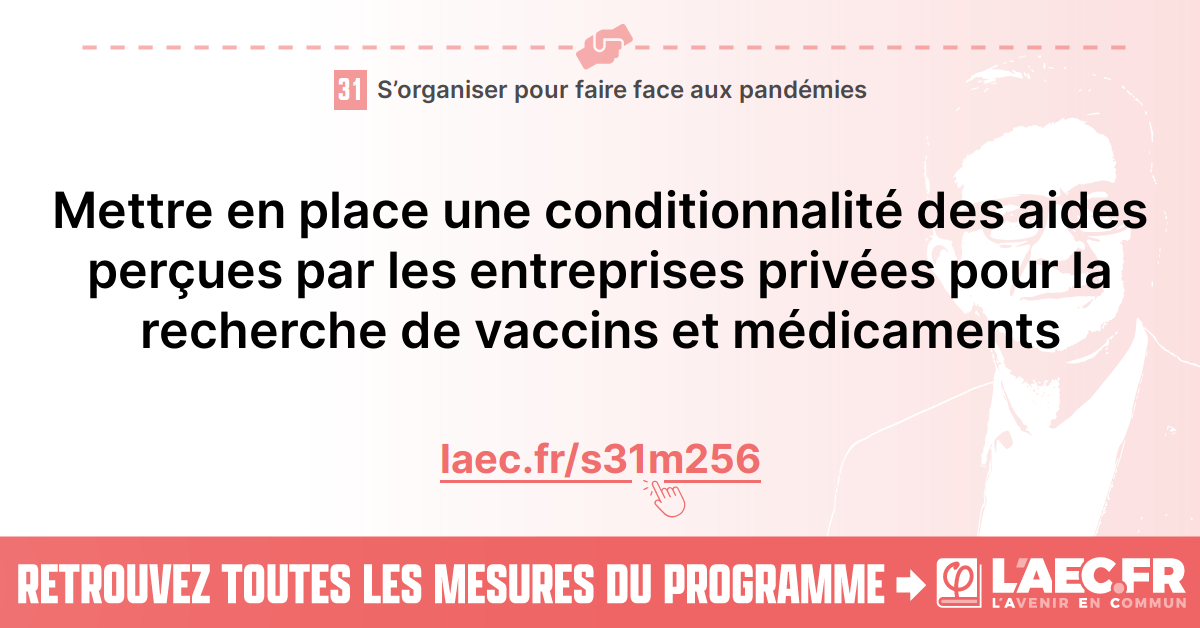 31 S’organiser pour faire face aux pandémies
Mettre en place une conditionnalité des aides
perçues par les entreprises privées pour la
recherche de vaccins et médicaments
laec.fr/s31m256
RETROUVEZ TOUTES LES MESURES DU PROGRAMME
L'AEC.FR
L'AVENIR EN COMMUN